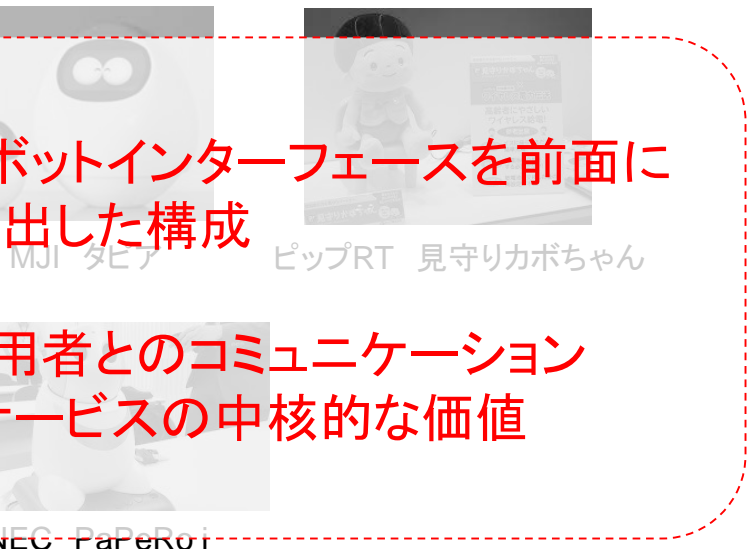 ボットインターフェースを前面に
出した構成
MJI タピア
ピップRT 見守りカボちゃん
用者とのコミュニケーション
サービスの中核的な価値
NEC PaPeRo i